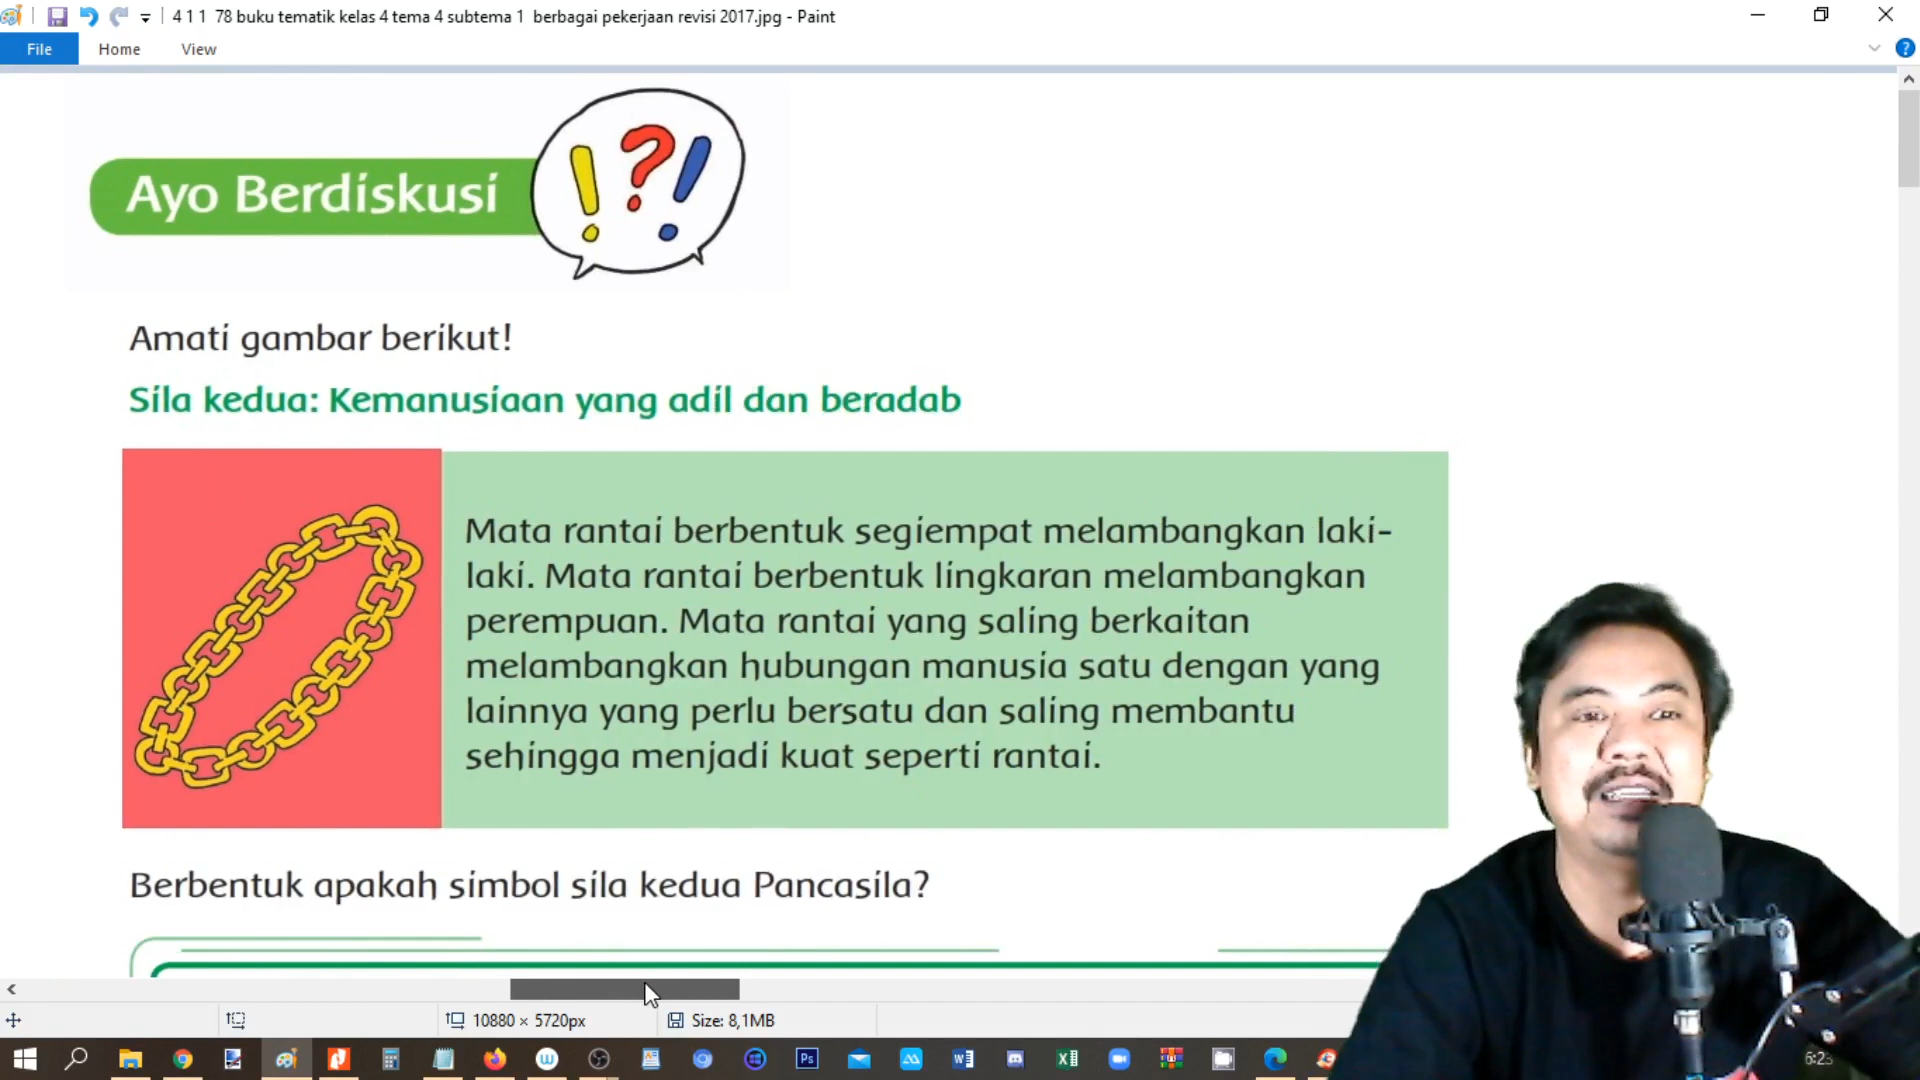 4 1 1  78 buku tematik kelas 4 tema 4 subtema 1  berbagai pekerjaan revisi 2017.jpg - Paint
File Home View
Ayo Berdiskusi
! ? !
Amati gambar berikut!
Sila kedua: Kemanusiaan yang adil dan beradab
Mata rantai berbentuk segiempat melambangkan laki-
laki. Mata rantai berbentuk lingkaran melambangkan
perempuan. Mata rantai yang saling berkaitan
melambangkan hubungan manusia satu dengan yang
lainnya yang perlu bersatu dan saling membantu
sehingga menjadi kuat seperti rantai.
Berbentuk apakah simbol sila kedua Pancasila?
10880 × 5720px Size: 8,1MB
Ps